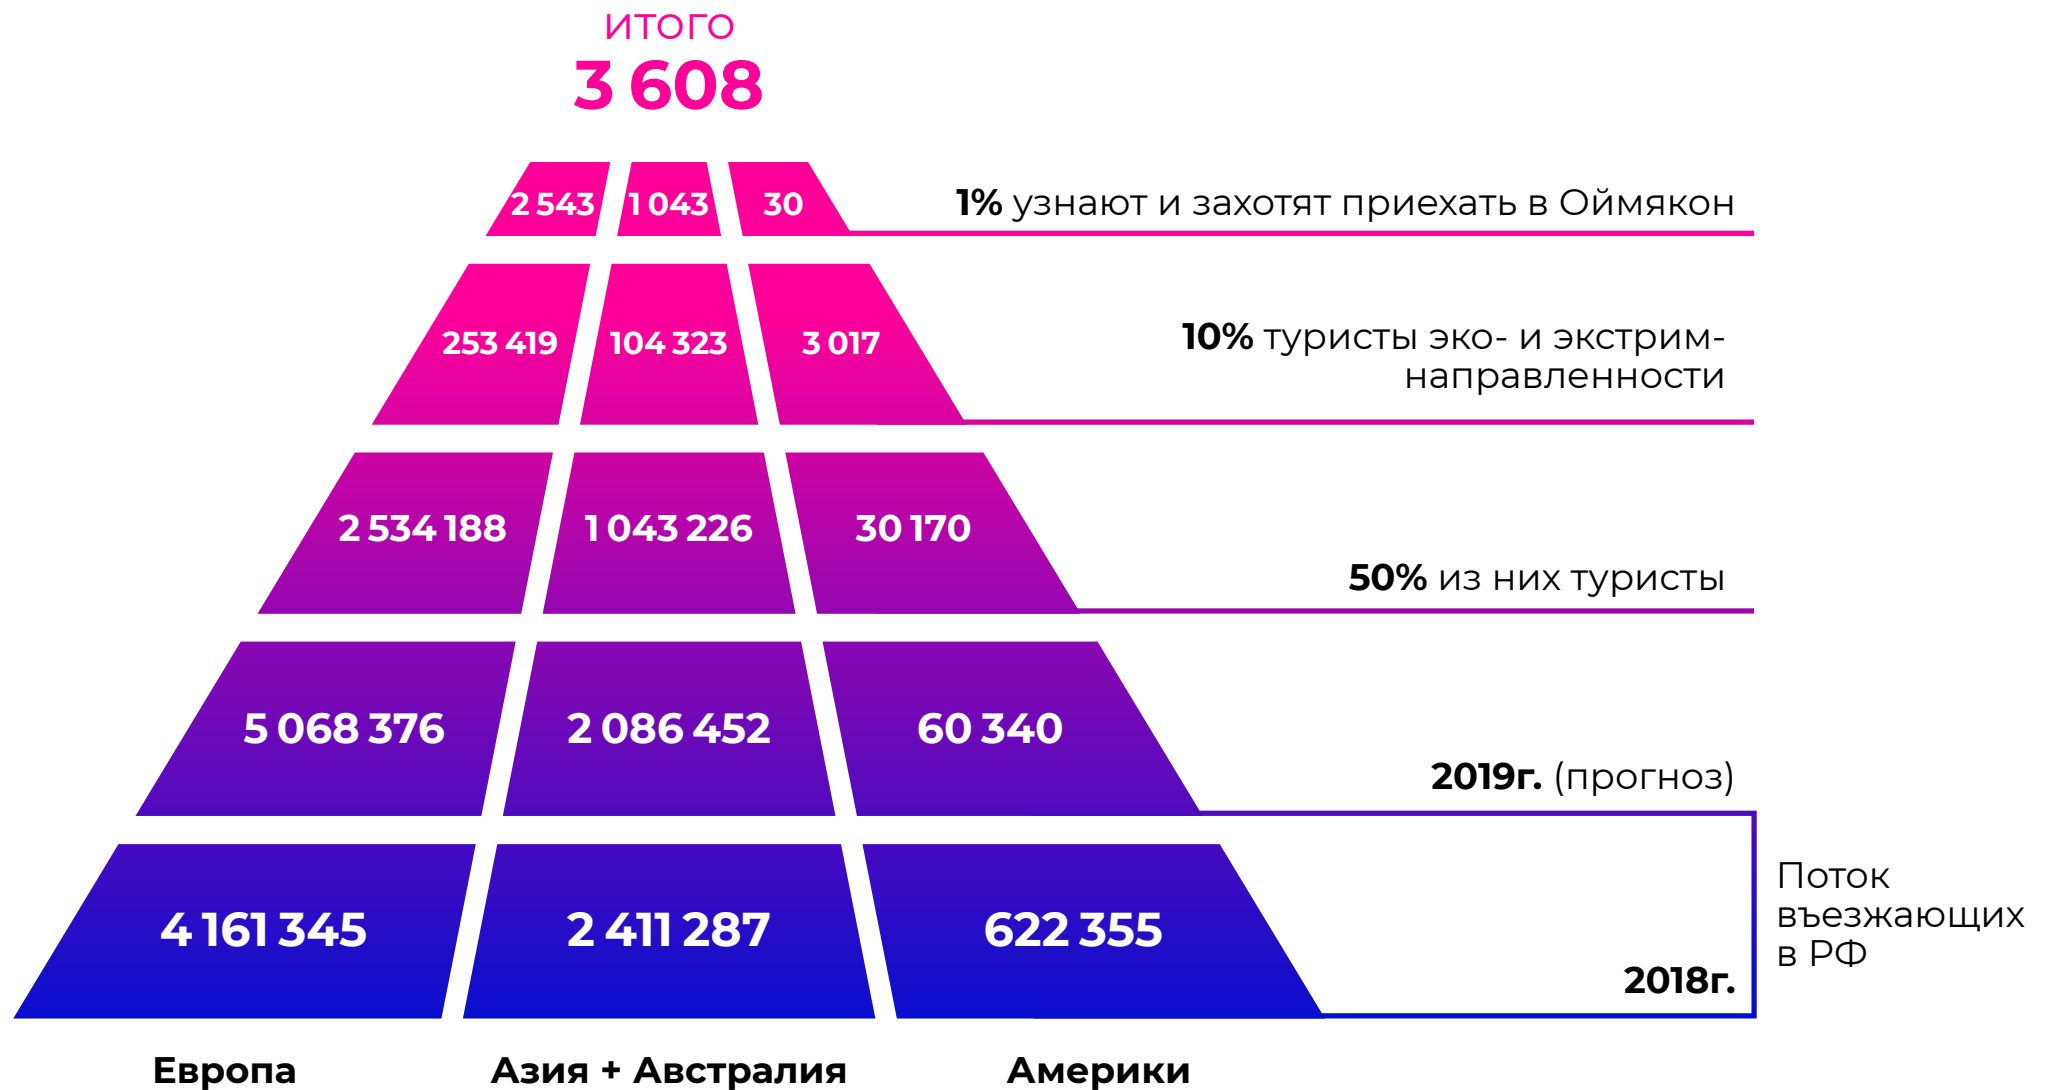 ИТОГО
3 608
2 543 1 043 30
1% узнают и захотят приехать в Оймякон
253 419 104 323 3 017
10% туристы эко- и экстрим-
направленности
2 534 188 1 043 226 30 170
50% из них туристы
5 068 376 2 086 452 60 340
2019г. (прогноз)
4 161 345 2 411 287 622 355
2018г.
Поток
въезжающих
в РФ
Европа Азия + Австралия Америки